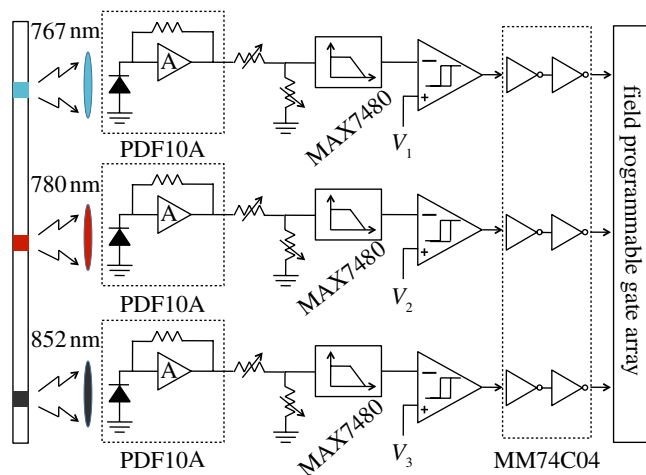 767 nm
A
PDF10A
MAX7480
V1
780 nm
A
PDF10A
MAX7480
V2
852 nm
A
PDF10A
MAX7480
V3
MM74C04
field programmable
gate array